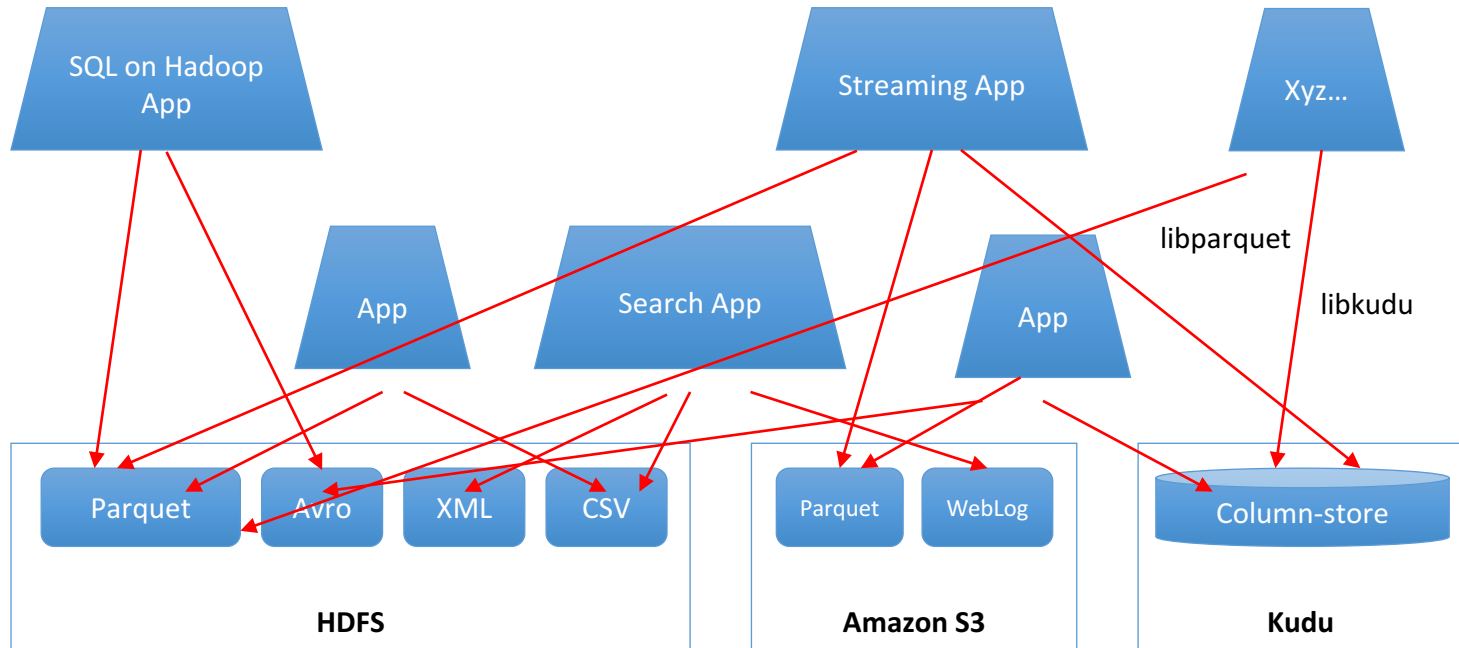 SQL on Hadoop
App
Streaming App
Xyz…
libparquet
App
Search App
App
libkudu
Parquet
Avro
XML
CSV
Parquet
WebLog
Column-store
HDFS
Amazon S3
Kudu